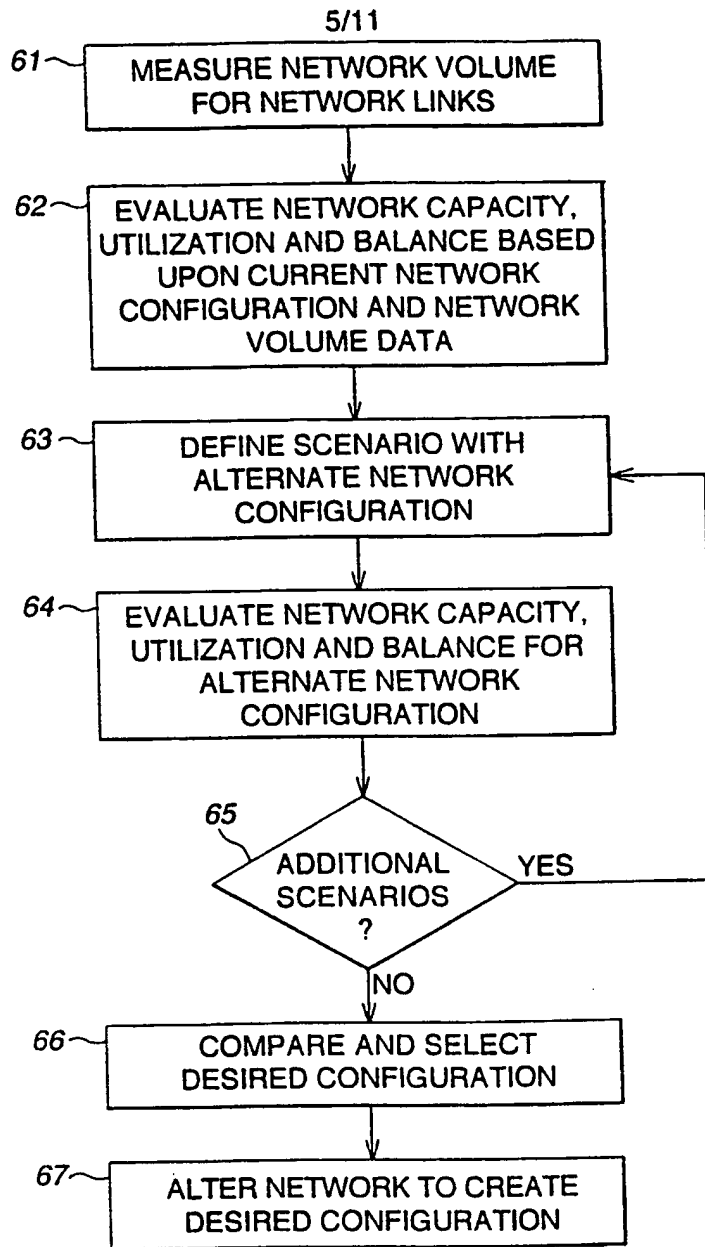 5/11
61
MEASURE NETWORK VOLUME
FOR NETWORK LINKS
62
EVALUATE NETWORK CAPACITY,
UTILIZATION AND BALANCE BASED
UPON CURRENT NETWORK
CONFIGURATION AND NETWORK
VOLUME DATA
63
DEFINE SCENARIO WITH
ALTERNATE NETWORK
CONFIGURATION
64
EVALUATE NETWORK CAPACITY,
UTILIZATION AND BALANCE FOR
ALTERNATE NETWORK
CONFIGURATION
65
ADDITIONAL
SCENARIOS
?
YES
NO
66
COMPARE AND SELECT
DESIRED CONFIGURATION
67
ALTER NETWORK TO CREATE
DESIRED CONFIGURATION